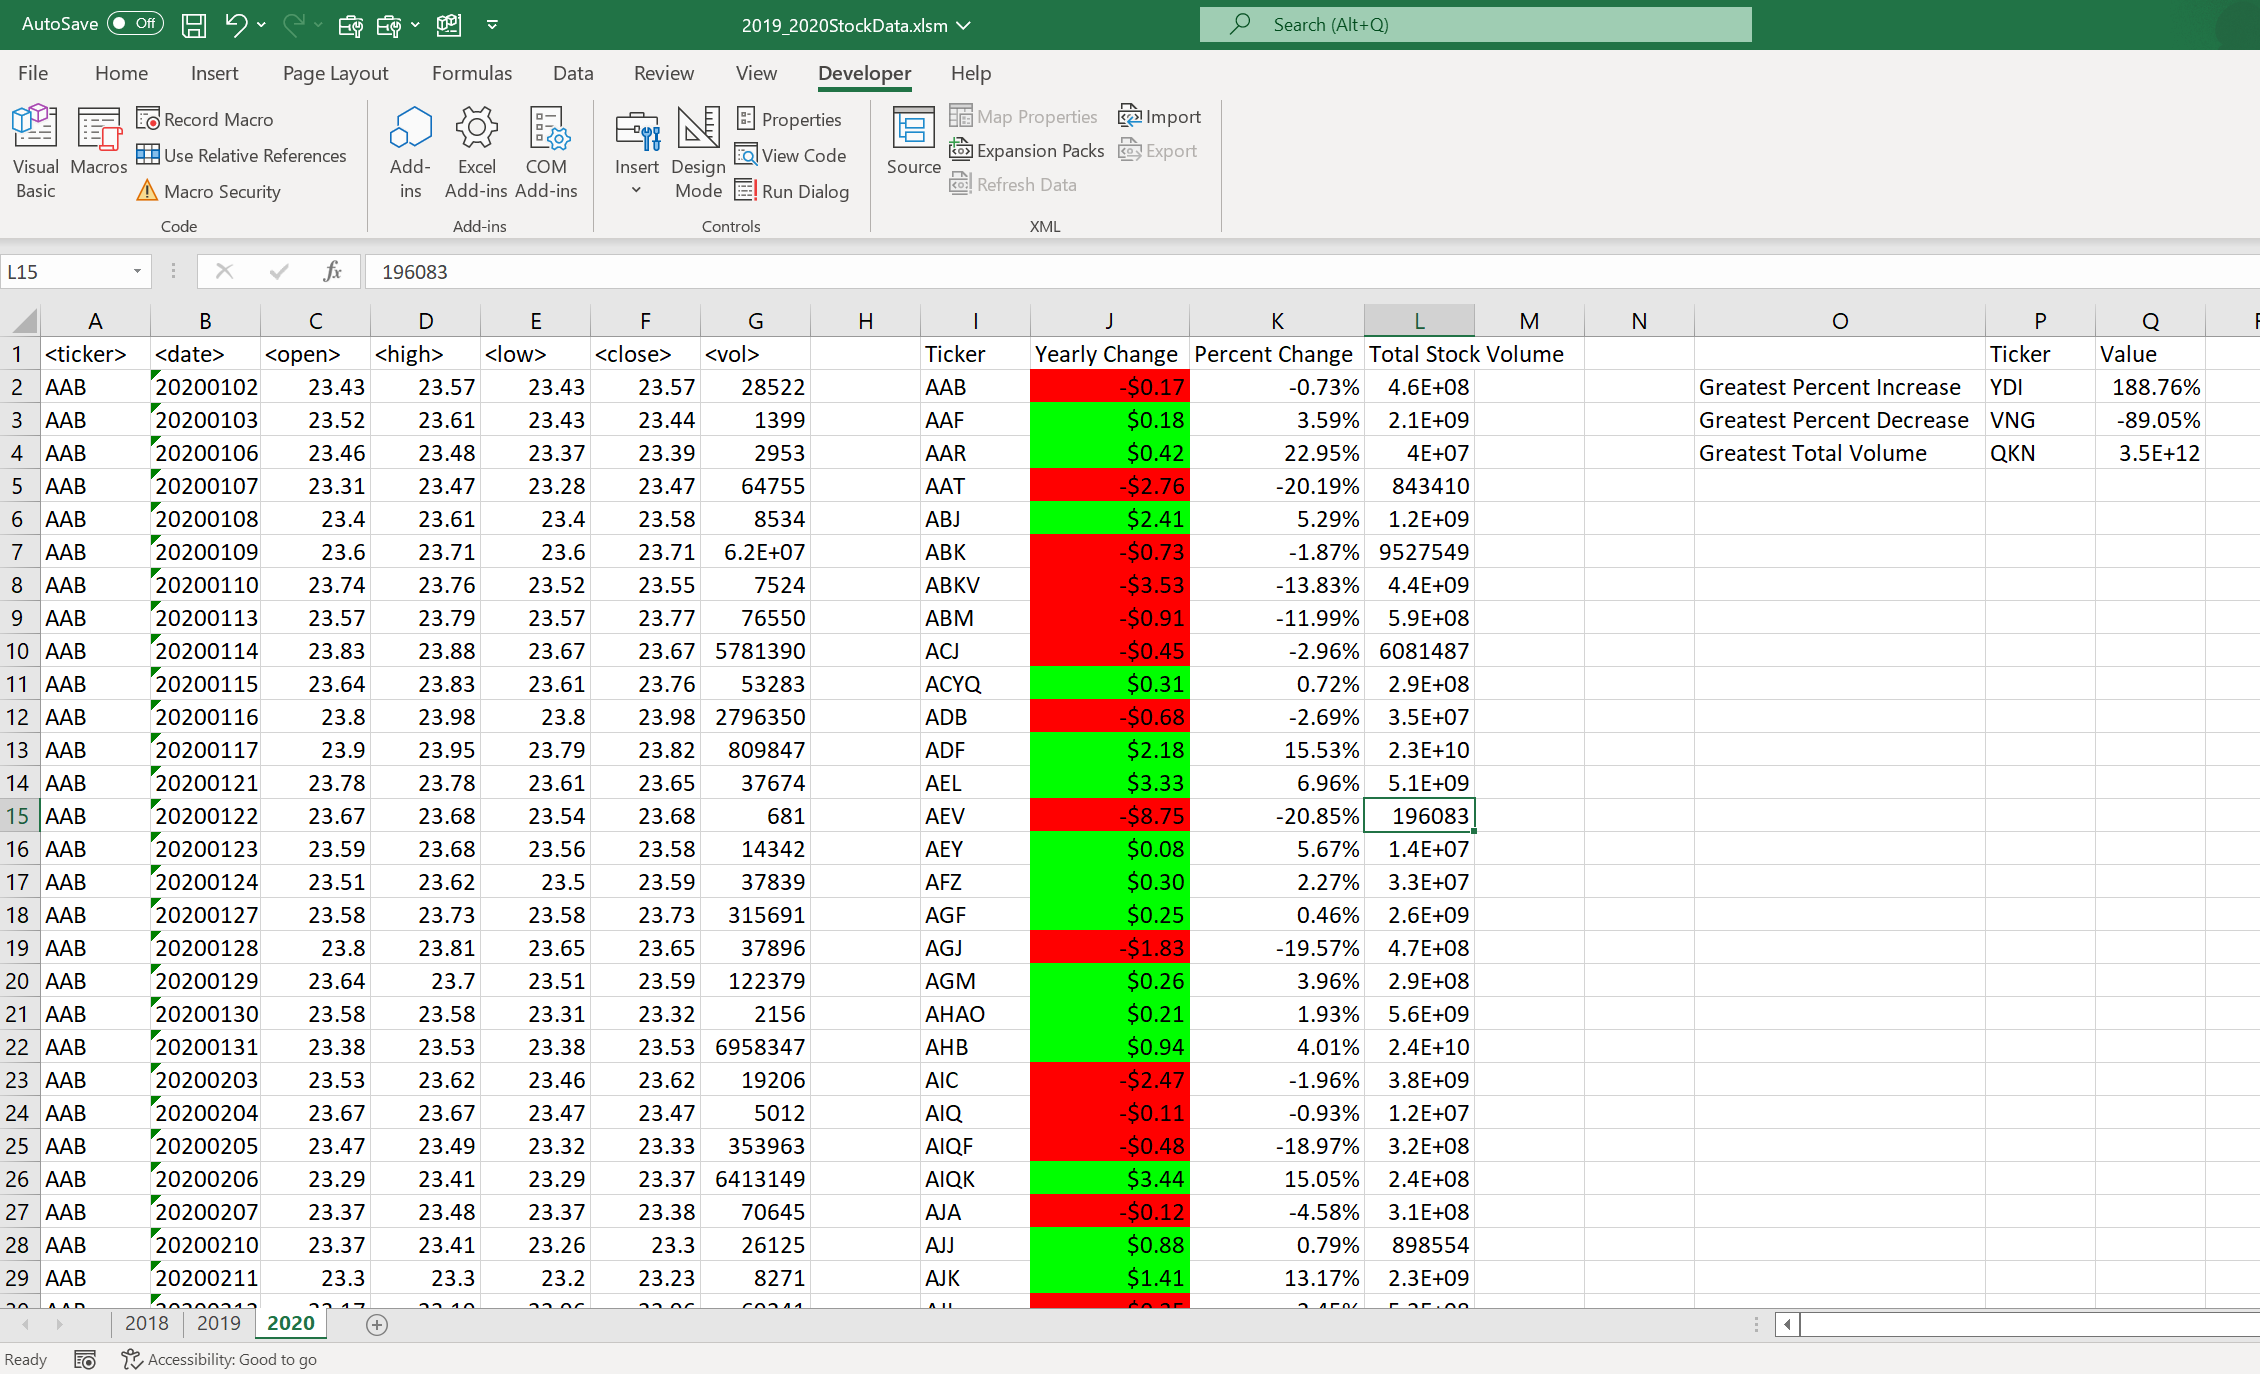 AutoSave Off 2019_2020StockData.xlsm Search (Alt+Q)
File Home Insert Page Layout Formulas Data Review View Developer Help
Visual Basic
Macros
Record Macro
Use Relative References
Macro Security
Code
Add-ins
Excel Add-ins
COM Add-ins
Add-ins
Insert
Design Mode
Properties
View Code
Run Dialog
Controls
Source
Map Properties
Expansion Packs
Refresh Data
Import
Export
XML
L15 fx 196083
A B C D E F G H I J K L M N O P Q
1 <ticker> <date> <open> <high> <low> <close> <vol> Ticker Yearly Change Percent Change Total Stock Volume Ticker Value
2 AAB 20200102 23.43 23.57 23.43 23.57 28522 AAB -$0.17 -0.73% 4.6E+08 Greatest Percent Increase YDI 188.76%
3 AAB 20200103 23.52 23.61 23.43 23.44 1399 AAF $0.18 3.59% 2.1E+09 Greatest Percent Decrease VNG -89.05%
4 AAB 20200106 23.46 23.48 23.37 23.39 2953 AAR $0.42 22.95% 4E+07 Greatest Total Volume QKN 3.5E+12
5 AAB 20200107 23.31 23.47 23.28 23.47 64755 AAT -$2.76 -20.19% 843410
6 AAB 20200108 23.4 23.61 23.4 23.58 8534 ABJ $2.41 5.29% 1.2E+09
7 AAB 20200109 23.6 23.71 23.6 23.71 6.2E+07 ABK -$0.73 -1.87% 9527549
8 AAB 20200110 23.74 23.76 23.52 23.55 7524 ABKV -$3.53 -13.83% 4.4E+09
9 AAB 20200113 23.57 23.79 23.57 23.77 76550 ABM -$0.91 -11.99% 5.9E+08
10 AAB 20200114 23.83 23.88 23.67 23.67 5781390 ACJ -$0.45 -2.96% 6081487
11 AAB 20200115 23.64 23.83 23.61 23.76 53283 ACYQ $0.31 0.72% 2.9E+08
12 AAB 20200116 23.8 23.98 23.8 23.98 2796350 ADB -$0.68 -2.69% 3.5E+07
13 AAB 20200117 23.9 23.95 23.79 23.82 809847 ADF $2.18 15.53% 2.3E+10
14 AAB 20200121 23.78 23.78 23.61 23.65 37674 AEL $3.33 6.96% 5.1E+09
15 AAB 20200122 23.67 23.68 23.54 23.68 681 AEV -$8.75 -20.85% 196083
16 AAB 20200123 23.59 23.68 23.56 23.58 14342 AEY $0.08 5.67% 1.4E+07
17 AAB 20200124 23.51 23.62 23.5 23.59 37839 AFZ $0.30 2.27% 3.3E+07
18 AAB 20200127 23.58 23.73 23.58 23.73 315691 AGF $0.25 0.46% 2.6E+09
19 AAB 20200128 23.8 23.81 23.65 23.65 37896 AGJ -$1.83 -19.57% 4.7E+08
20 AAB 20200129 23.64 23.7 23.51 23.59 122379 AGM $0.26 3.96% 2.9E+08
21 AAB 20200130 23.58 23.58 23.31 23.32 2156 AHAO $0.21 1.93% 5.6E+09
22 AAB 20200131 23.38 23.53 23.38 23.53 6958347 AHB $0.94 4.01% 2.4E+10
23 AAB 20200203 23.53 23.62 23.46 23.62 19206 AIC -$2.47 -1.96% 3.8E+09
24 AAB 20200204 23.67 23.67 23.47 23.47 5012 AIQ -$0.11 -0.93% 1.2E+07
25 AAB 20200205 23.47 23.49 23.32 23.33 353963 AIQF -$0.48 -18.97% 3.2E+08
26 AAB 20200206 23.29 23.41 23.29 23.37 6413149 AIQK $3.44 15.05% 2.4E+08
27 AAB 20200207 23.37 23.48 23.37 23.38 70645 AJA -$0.12 -4.58% 3.1E+08
28 AAB 20200210 23.37 23.41 23.26 23.3 26125 AJJ $0.88 0.79% 898554
29 AAB 20200211 23.3 23.3 23.2 23.23 8271 AJK $1.41 13.17% 2.3E+09
2018 2019 2020
Ready Accessibility: Good to go